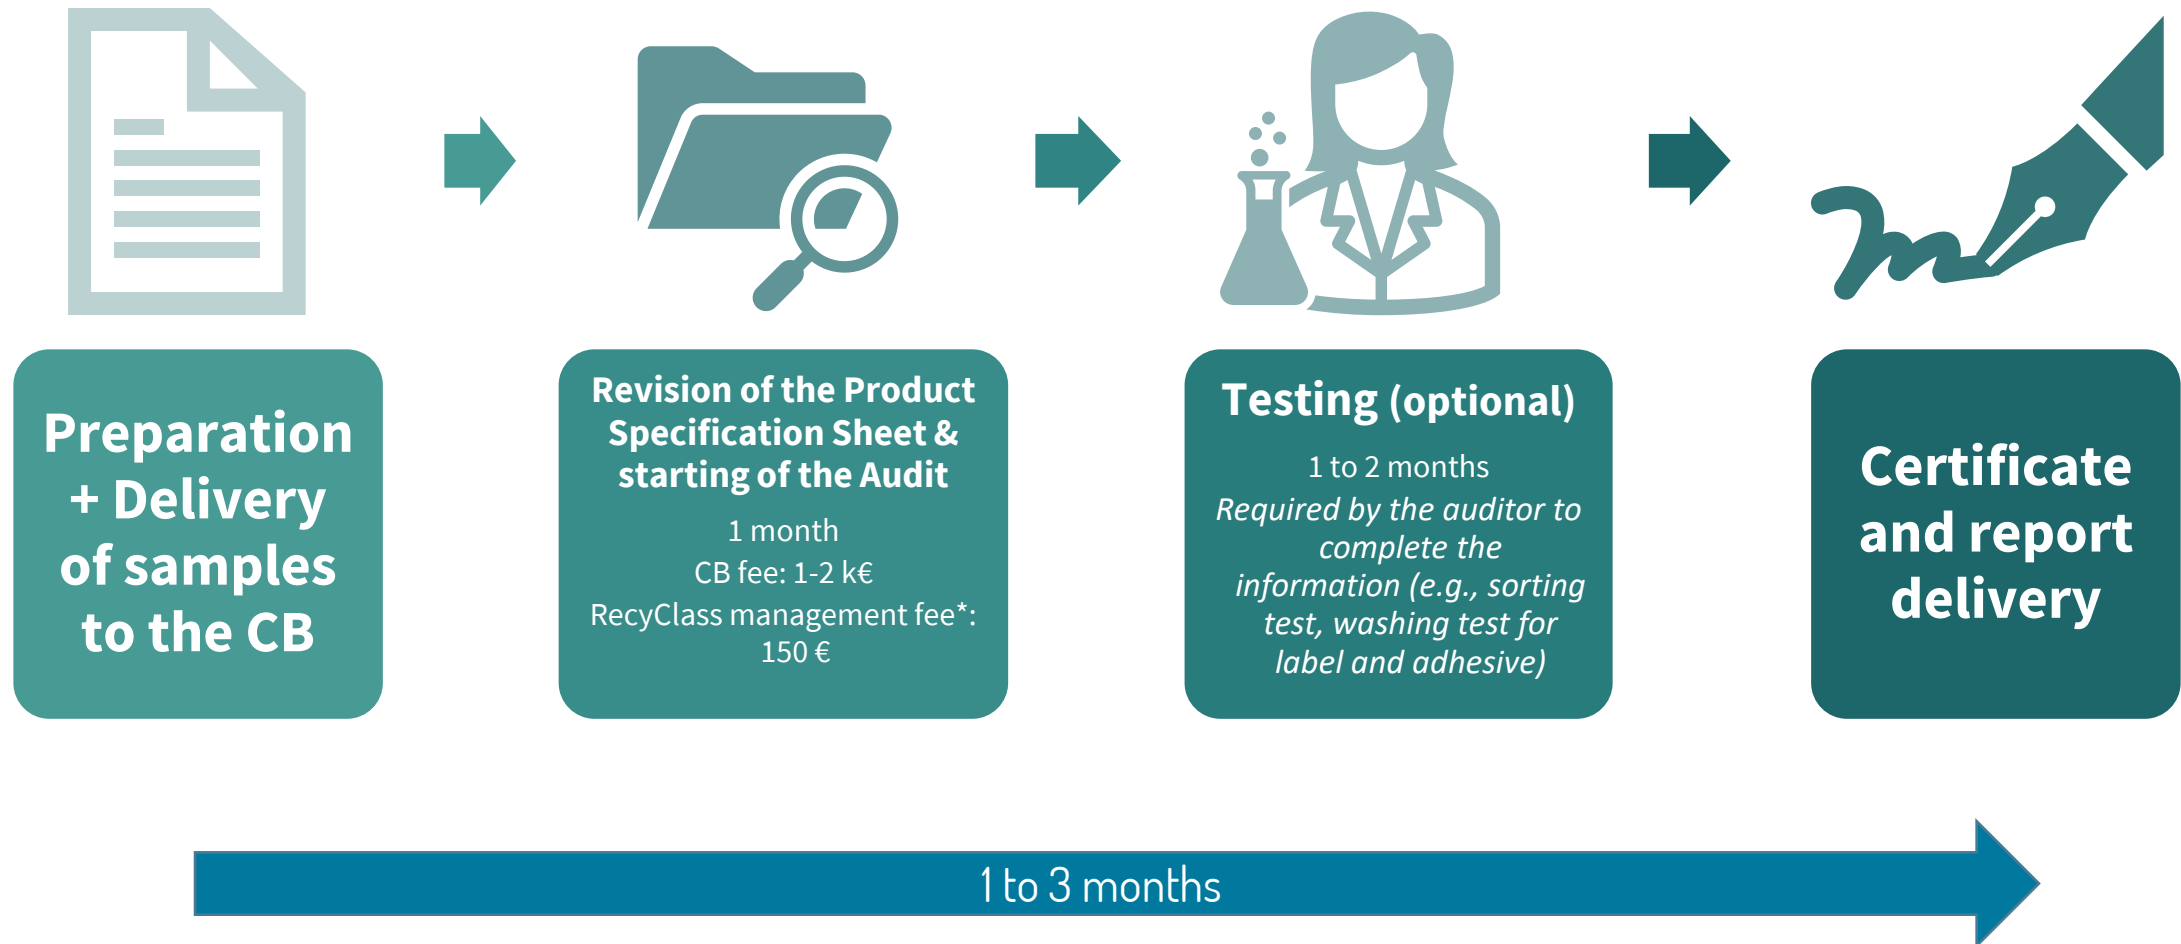 Preparation
+ Delivery
of samples
to the CB
Revision of the Product
Specification Sheet &
starting of the Audit
1 month
CB fee: 1-2 k€
RecyClass management fee*:
150 €
Testing (optional)
1 to 2 months
Required by the auditor to
complete the
information (e.g., sorting
test, washing test for
label and adhesive)
Certificate
and report
delivery
1 to 3 months